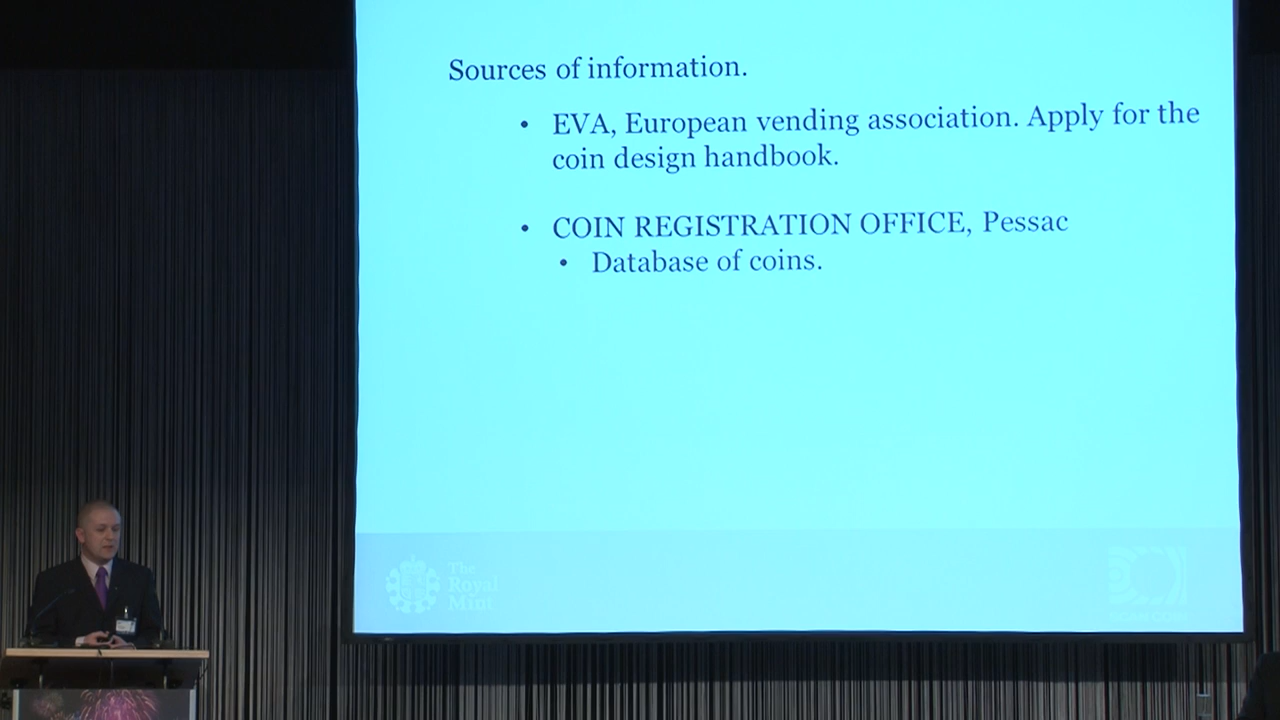 Sources of information.
• EVA, European vending association. Apply for the
coin design handbook.
• COIN REGISTRATION OFFICE, Pessac
• Database of coins.
The
Royal
Mint